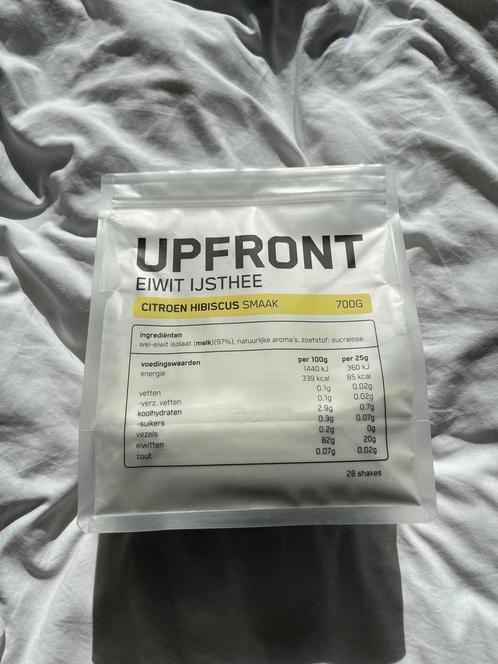 UPFRONT
EIWIT IJSTHEE
CITROEN HIBISCUS SMAAK 700G
ingrediënten
wei-eiwit isolaat (melk)(97%), natuurlijke aroma's, zoetstof: sucralose
voedingswaarden per 100g per 25g
energie 1440 kJ 360 kJ
339 kcal 85 kcal
vetten 0.1g 0.02g
-verz. vetten 0.1g 0.02g
koolhydraten 2.9g 0.7g
-suikers 0.3g 0.07g
vezels 0.2g 0g
eiwitten 82g 20g
zout 0.07g 0.02g
28 shakes